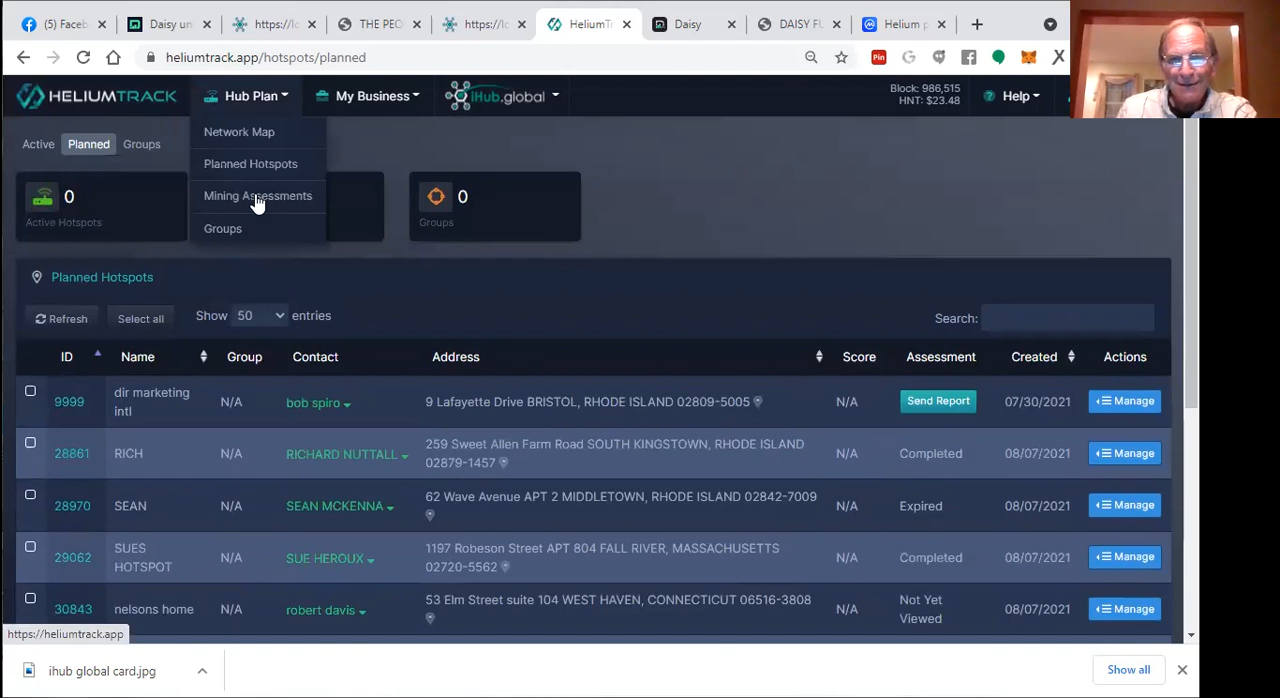 () Facebo
Daisy un
https://lo
THE PEO
https://lo
HeliumTr
Daisy
DAISY FU
Helium p
heliumtrack.app/hotspots/planned
Pin
HELIUMTRACK
Hub Plan
My Business
iHub.global
Block: 986,515
HNT: $23.48
Help
Active
Planned
Groups
Network Map
Planned Hotspots
Mining Assessments
Groups
0
Active Hotspots
0
Groups
Planned Hotspots
Refresh
Select all
Show 50 entries
Search:
ID Name Group Contact Address Score Assessment Created Actions
9999 dir marketing intl N/A bob spiro 9 Lafayette Drive BRISTOL, RHODE ISLAND 02809-5005 N/A Send Report 07/30/2021 Manage
28861 RICH N/A RICHARD NUTTALL 259 Sweet Allen Farm Road SOUTH KINGSTOWN, RHODE ISLAND 02879-1457 N/A Completed 08/07/2021 Manage
28970 SEAN N/A SEAN MCKENNA 62 Wave Avenue APT 2 MIDDLETOWN, RHODE ISLAND 02842-7009 N/A Expired 08/07/2021 Manage
29062 SUES HOTSPOT N/A SUE HEROUX 1197 Robeson Street APT 804 FALL RIVER, MASSACHUSETTS 02720-5562 N/A Completed 08/07/2021 Manage
30843 nelsons home N/A robert davis 53 Elm Street suite 104 WEST HAVEN, CONNECTICUT 06516-3808 N/A Not Yet Viewed 08/07/2021 Manage
https://heliumtrack.app
ihub global card.jpg
Show all